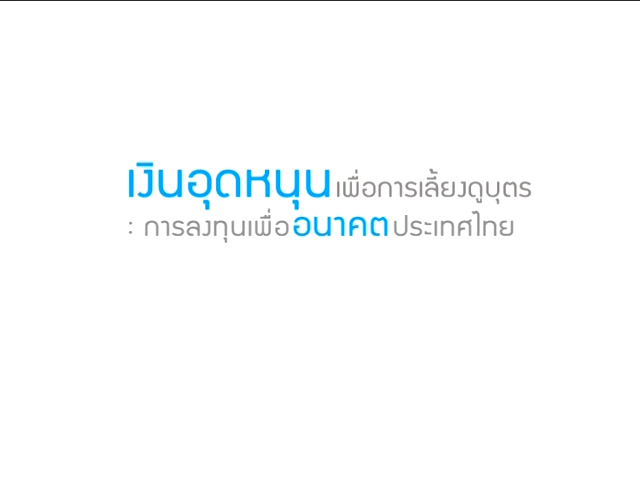 เงินอุดหนุนเพื่อการเลี้ยงดูบุตร
: การลงทุนเพื่ออนาคตประเทศไทย